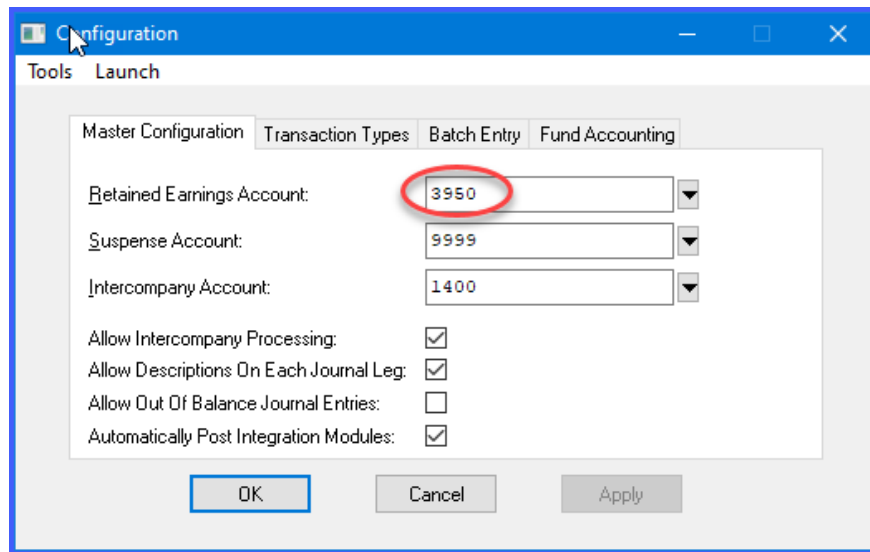 Configuration
Tools Launch
Master Configuration Transaction Types Batch Entry Fund Accounting
Retained Earnings Account: 3950
Suspense Account: 9999
Intercompany Account: 1400
Allow Intercompany Processing:
Allow Descriptions On Each Journal Leg:
Allow Out Of Balance Journal Entries:
Automatically Post Integration Modules:
OK Cancel Apply